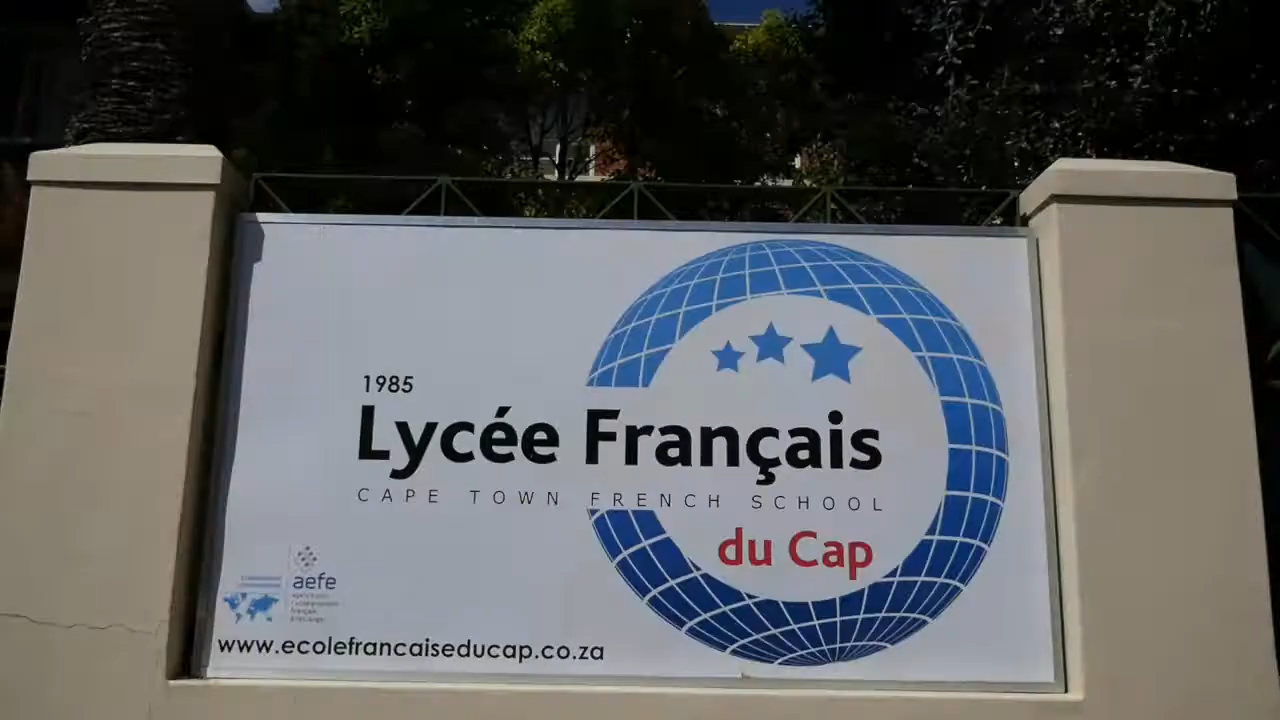 1985
Lycée Français
CAPE TOWN FRENCH SCHOOL
du Cap
aefe
www.ecolefrancaiseducap.co.za